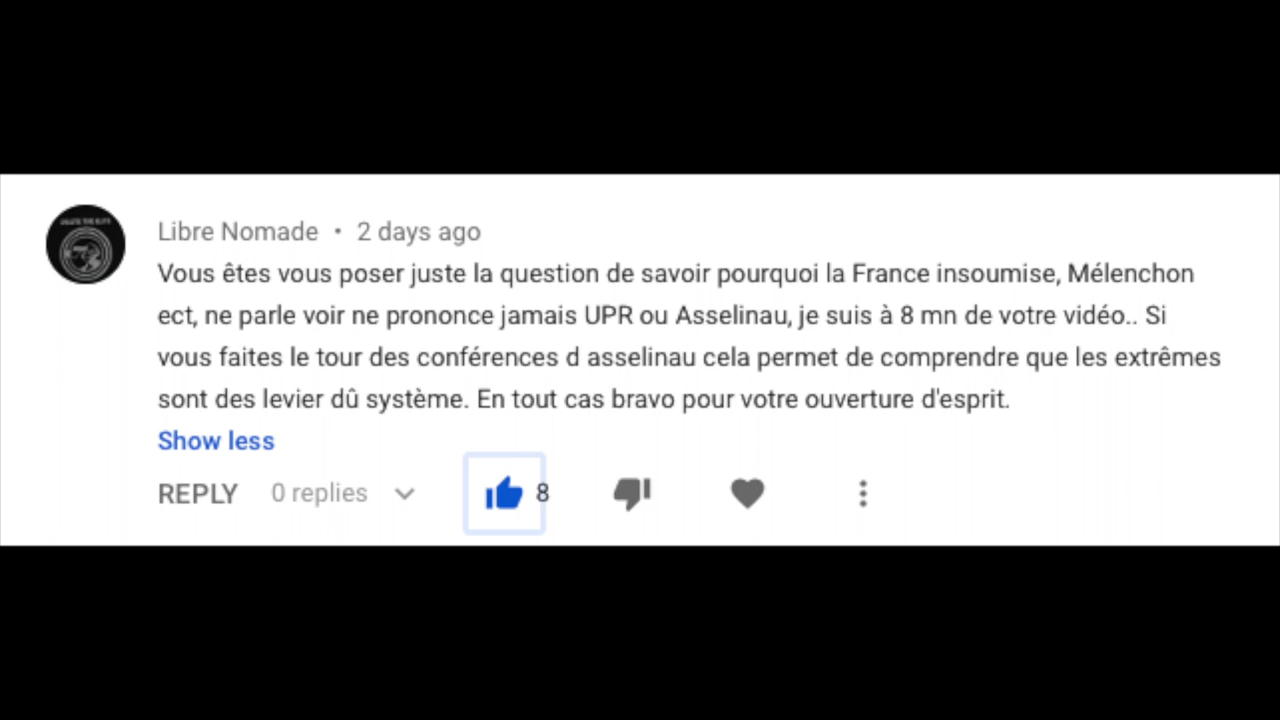 Libre Nomade • 2 days ago
Vous êtes vous poser juste la question de savoir pourquoi la France insoumise, Mélenchon
ect, ne parle voir ne prononce jamais UPR ou Asselinau, je suis à 8 mn de votre vidéo.. Si
vous faites le tour des conférences d asselinau cela permet de comprendre que les extrêmes
sont des levier dû système. En tout cas bravo pour votre ouverture d'esprit.
Show less
REPLY 0 replies 8